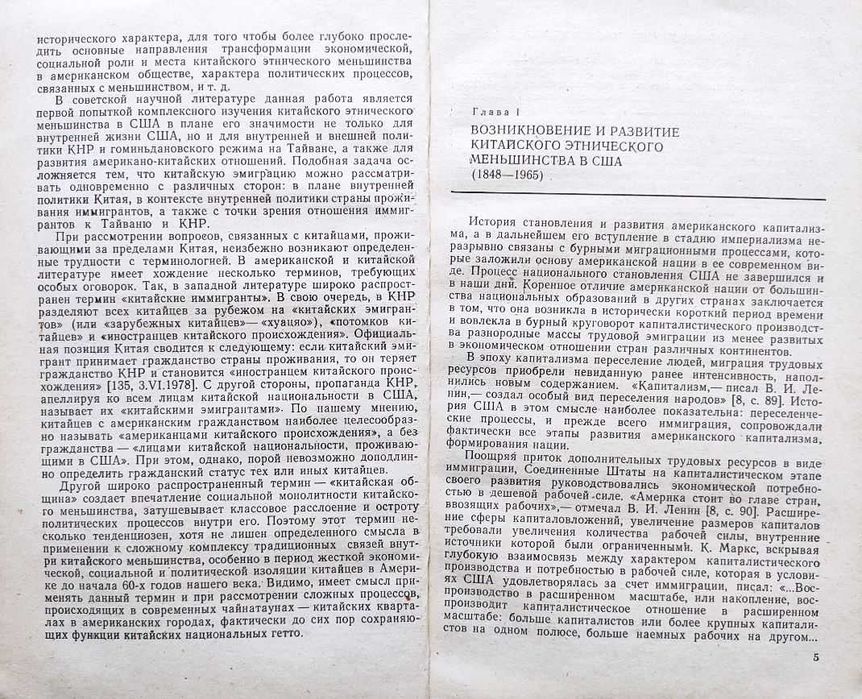 исторического характера, для того чтобы более глубоко просле-
дить основные направления трансформации экономической,
социальной роли и места китайского этнического меньшинства
в американском обществе, характера политических процессов,
связанных с меньшинством, и т. д.
В советской научной литературе данная работа является
первой попыткой комплексного изучения китайского этнического
меньшинства в США в плане его значимости не только для
внутренней жизни США, но и для внутренней и внешней поли-
тики КНР и гоминьдановского режима на Тайване, а также для
развития американо-китайских отношений. Подобная задача ос-
ложняется тем, что китайскую эмиграцию можно рассматри-
вать одновременно с различных сторон: в плане внутренней
политики Китая, в контексте внутренней политики страны прожи-
вания иммигрантов, а также с точки зрения отношения иммиг-
рантов к Тайваню и КНР.
При рассмотрении вопроеов, связанных с китайцами, прожи-
вающими за пределами Китая, неизбежно возникают определен-
ные трудности с терминологией. В американской и китайской
литературе имеет хождение несколько терминов, требующих
особых оговорок. Так, в западной литературе широко распрост-
ранен термин «китайские иммигранты». В свою очередь, в КНР
разделяют всех китайцев за рубежом на «китайских эмигран-
тов» (или «зарубежных китайцев»— «хуацяо»), «потомков ки-
тайцев» и «иностранцев китайского происхождения». Официаль-
ная позиция Китая сводится к следующему: если китайский эми-
грант принимает гражданство страны проживания, то он теряет
гражданство КНР и становится «иностранцем китайского проис-
хождения» [135, 3.VI.1978]. С другой стороны, пропаганда КНР,
апеллируя ко всем лицам китайской национальности в США,
называет их «китайскими эмигрантами». По нашему мнению,
китайцев с американским гражданством наиболее целесообраз-
но называть «американцами китайского происхождения», а без
гражданства — «лицами китайской национальности, проживаю-
щими в США». При этом, однако, порой невозможно доподлин-
но определить гражданский статус тех или иных китайцев.
Другой широко распространенный термин — «китайская об-
щина» создает впечатление социальной монолитности китайско-
го меньшинства, затушевывает классовое расслоение и остроту
политических процессов внутри его. Поэтому этот термин не-
сколько тенденциозен, хотя не лишен определенного смысла в
применении к сложному комплексу традиционных связей внут-
ри китайского меньшинства, особенно в период жесткой экономи-
ческой, социальной и политической изоляции китайцев в Амери-
ке до начала 60-х годов нашего века. Видимо, имеет смысл при-
менять данный термин и при рассмотрении сложных процессов,
происходящих в современных чайнатаунах — китайских кварта-
лах в американских городах, фактически до сих пор сохраняю-
щих функции китайских национальных гетто.
Глава I
ВОЗНИКНОВЕНИЕ И РАЗВИТИЕ
КИТАЙСКОГО ЭТНИЧЕСКОГО
МЕНЬШИНСТВА В США
(1848—1965)
История становления и развития американского капитализ-
ма, а в дальнейшем его вступление в стадию империализма не-
разрывно связаны с бурными миграционными процессами, кото-
рые заложили основу американской нации в ее современном ви-
де. Процесс национального становления США не завершился и
в наши дни. Коренное отличие американской нации от большин-
ства национальных образований в других странах заключается
в том, что она возникла в исторически короткий период времени
и вовлекла в бурный круговорот капиталистического производст-
ва разнородные массы трудовой эмиграции из менее развитых
в экономическом отношении стран различных континентов.
В эпоху капитализма переселение людей, миграция трудовых
ресурсов приобрели невиданную ранее интенсивность, напол-
нились новым содержанием. «Капитализм,— писал В. И. Ле-
нин,— создал особый вид переселения народов» [8, с. 89]. Исто-
рия США в этом смысле наиболее показательна: переселенче-
ские процессы, и прежде всего иммиграция, сопровождали
фактически все этапы развития американского капитализма,
формирования нации.
Поощряя приток дополнительных трудовых ресурсов в виде
иммиграции, Соединенные Штаты на капиталистическом этапе
своего развития руководствовались экономической потребно-
стью в дешевой рабочей силе. «Америка стоит во главе стран,
ввозящих рабочих»,— отмечал В. И. Ленин [8, с. 90]. Расшире-
ние сферы капиталовложений, увеличение размеров капиталов
требовали увеличения количества рабочей силы, внутренние
источники которой были ограниченными. К. Маркс, вскрывая
глубокую взаимосвязь между характером капиталистического
производства и потребностью в рабочей силе, которая в услови-
ях США удовлетворялась за счет иммиграции, писал: «...Вос-
производство в расширенном масштабе, или накопление, вос-
производит капиталистическое отношение в расширенном
масштабе: больше капиталистов или более крупных капитали-
стов на одном полюсе, больше наемных рабочих на другом...
5